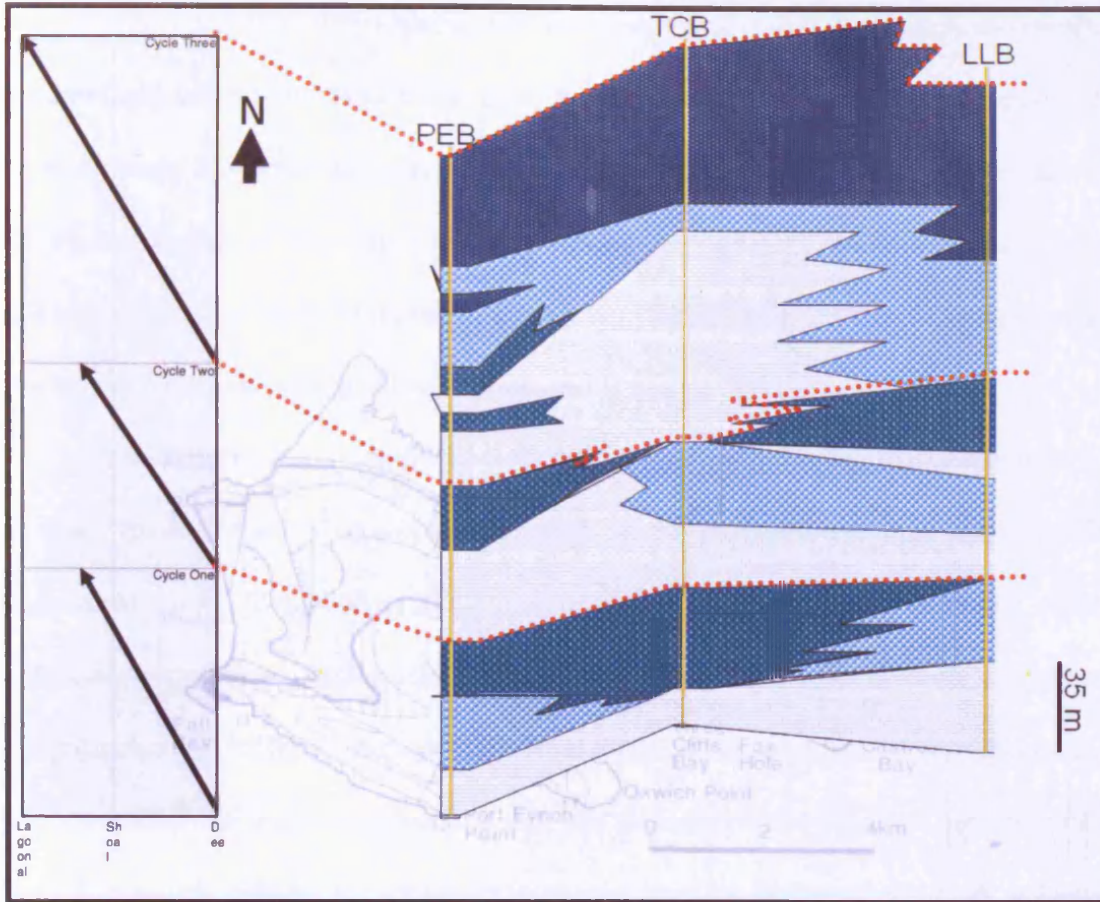 TCB
LLB
Cycle Three
N
PEB
Cycle Two
Cycle One
35 m
Cliffs Fox
Bay Hole Bay
Oxwich Point
Port Eynon
Point
0 2 4km
La
go
on
al
Sh
oa
l
D
ee